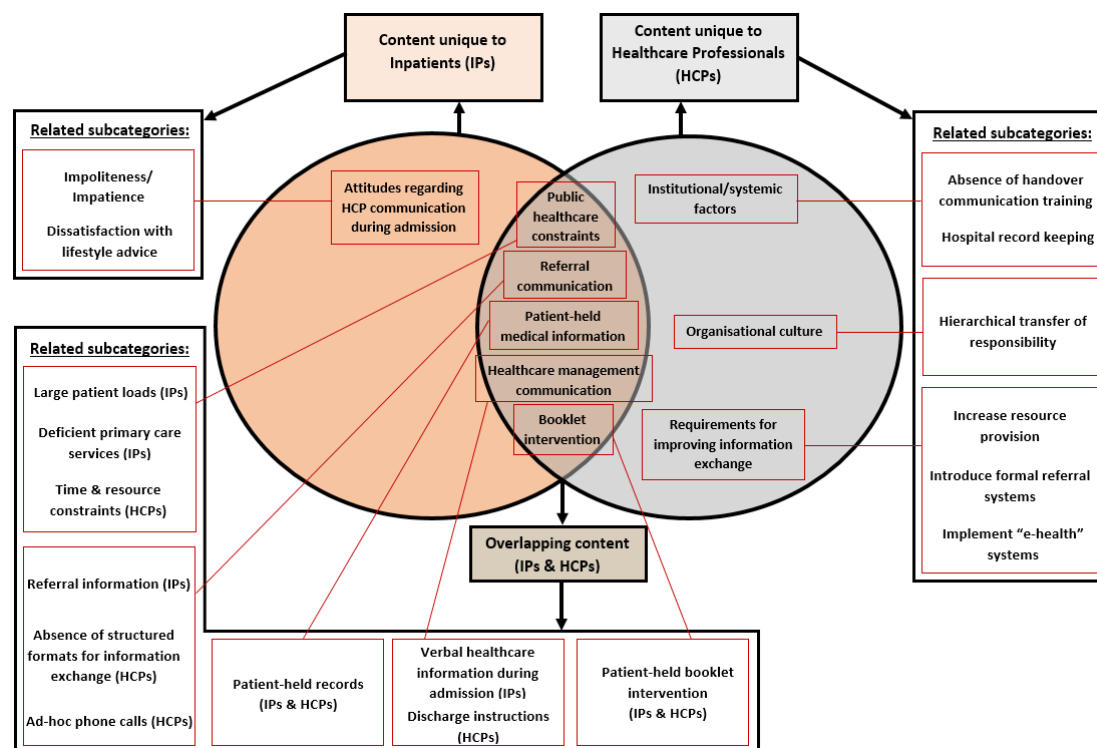 Content unique to
Inpatients (IPs)
Content unique to
Healthcare Professionals
(HCPs)
Related subcategories:
Impoliteness/
Impatience
Dissatisfaction with
lifestyle advice
Attitudes regarding
HCP communication
during admission
Public
healthcare
constraints
Referral
communication
Patient-held
medical information
Healthcare management
communication
Booklet
intervention
Institutional/systemic
factors
Organisational culture
Requirements for
improving information
exchange
Related subcategories:
Absence of handover
communication training
Hospital record keeping
Hierarchical transfer of
responsibility
Increase resource
provision
Introduce formal referral
systems
Implement “e-health”
systems
Overlapping content
(IPs & HCPs)
Related subcategories:
Large patient loads (IPs)
Deficient primary care
services (IPs)
Time & resource
constraints (HCPs)
Referral information (IPs)
Absence of structured
formats for information
exchange (HCPs)
Ad-hoc phone calls (HCPs)
Patient-held records
(IPs & HCPs)
Verbal healthcare
information during
admission (IPs)
Discharge instructions
(HCPs)
Patient-held booklet
intervention
(IPs & HCPs)